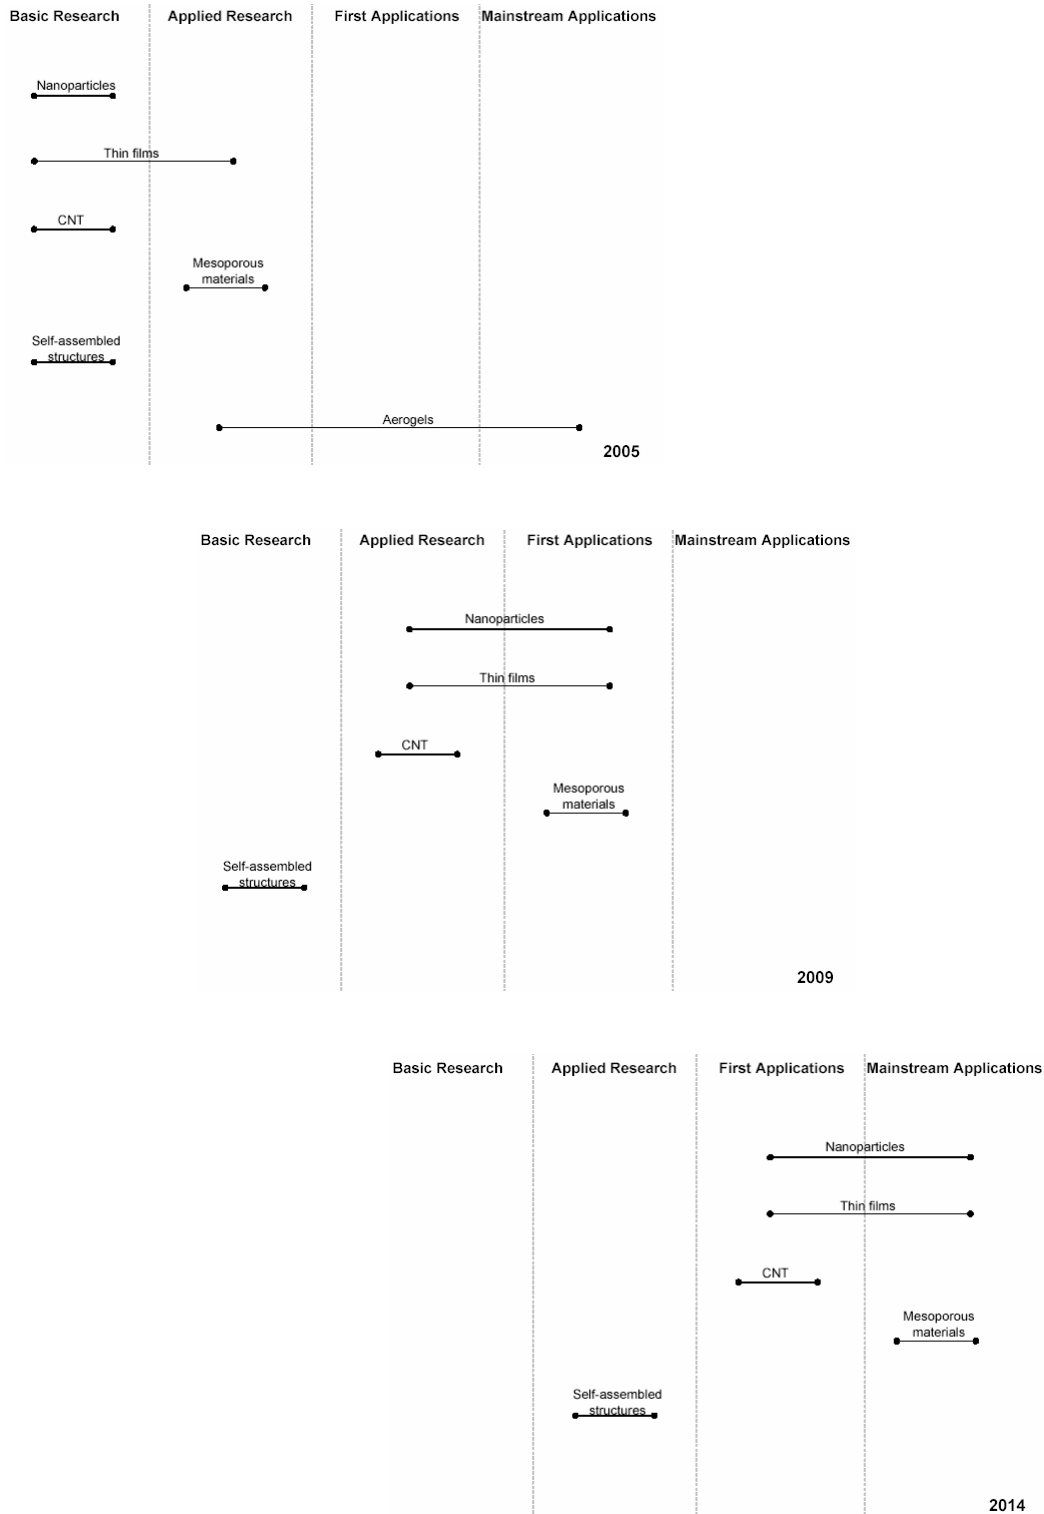 Basic Research
Applied Research
First Applications
Mainstream Applications
Nanoparticles
Thin films
CNT
Mesoporous
materials
Self-assembled
structures
Aerogels
2005
Basic Research
Applied Research
First Applications
Mainstream Applications
Nanoparticles
Thin films
CNT
Mesoporous
materials
Self-assembled
structures
2009
Basic Research
Applied Research
First Applications
Mainstream Applications
Nanoparticles
Thin films
CNT
Mesoporous
materials
Self-assembled
structures
2014